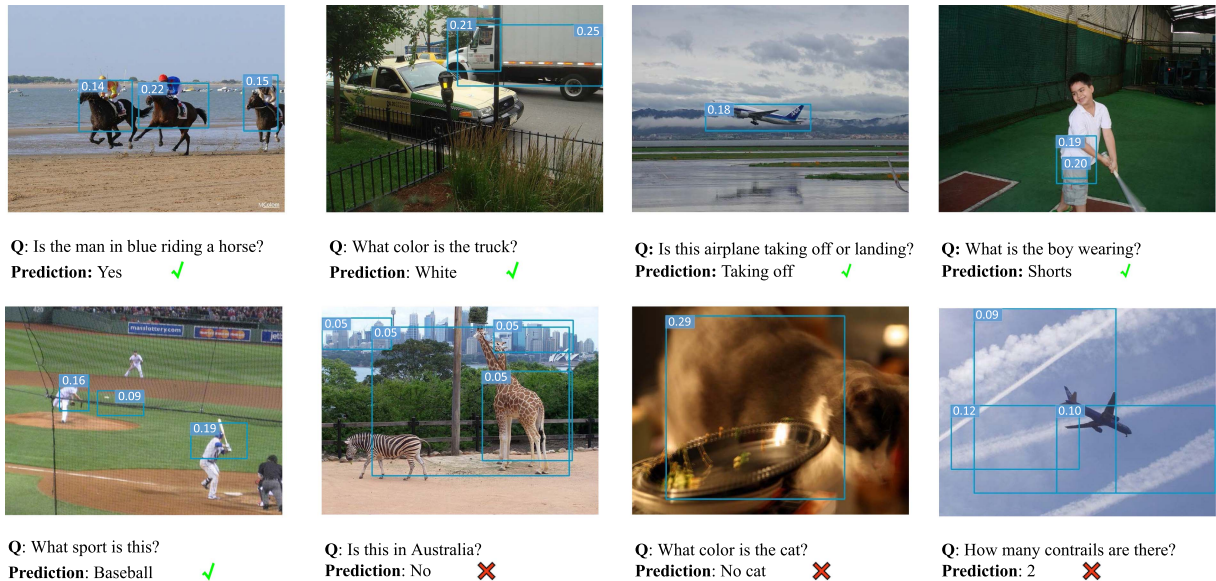 0.14
0.22
0.15
0.21
0.25
0.18
0.19
0.20
Q: Is the man in blue riding a horse?
Prediction: Yes
Q: What color is the truck?
Prediction: White
Q: Is this airplane taking off or landing?
Prediction: Taking off
Q: What is the boy wearing?
Prediction: Shorts
masslottery.com
0.16
0.09
0.19
0.05
0.05
0.05
0.05
0.29
0.09
0.12
0.10
Q: What sport is this?
Prediction: Baseball
Q: Is this in Australia?
Prediction: No
Q: What color is the cat?
Prediction: No cat
Q: How many contrails are there?
Prediction: 2